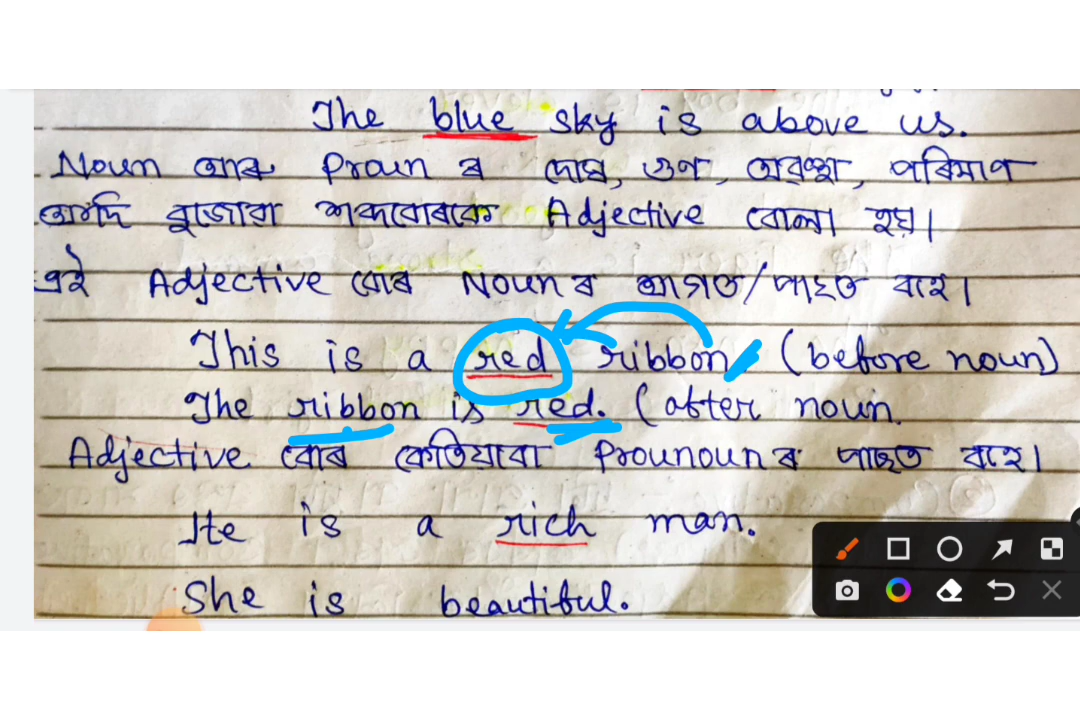 The blue sky is above us.
Noun আৰু Proun ৰ দোষ, গুণ, অৱস্থা, পৰিমাণ
আদি বুজোৱা শব্দবোৰকে Adjective বোলা হয়।
এই Adjective বোৰ Noun ৰ আগত/পাছত বহে।
This is a red ribbon, (before noun)
The ribbon is red. (after noun.
Adjective বোৰ কেতিয়াবা Prounoun ৰ পাছত বহে।
He is a rich man.
She is beautiful.